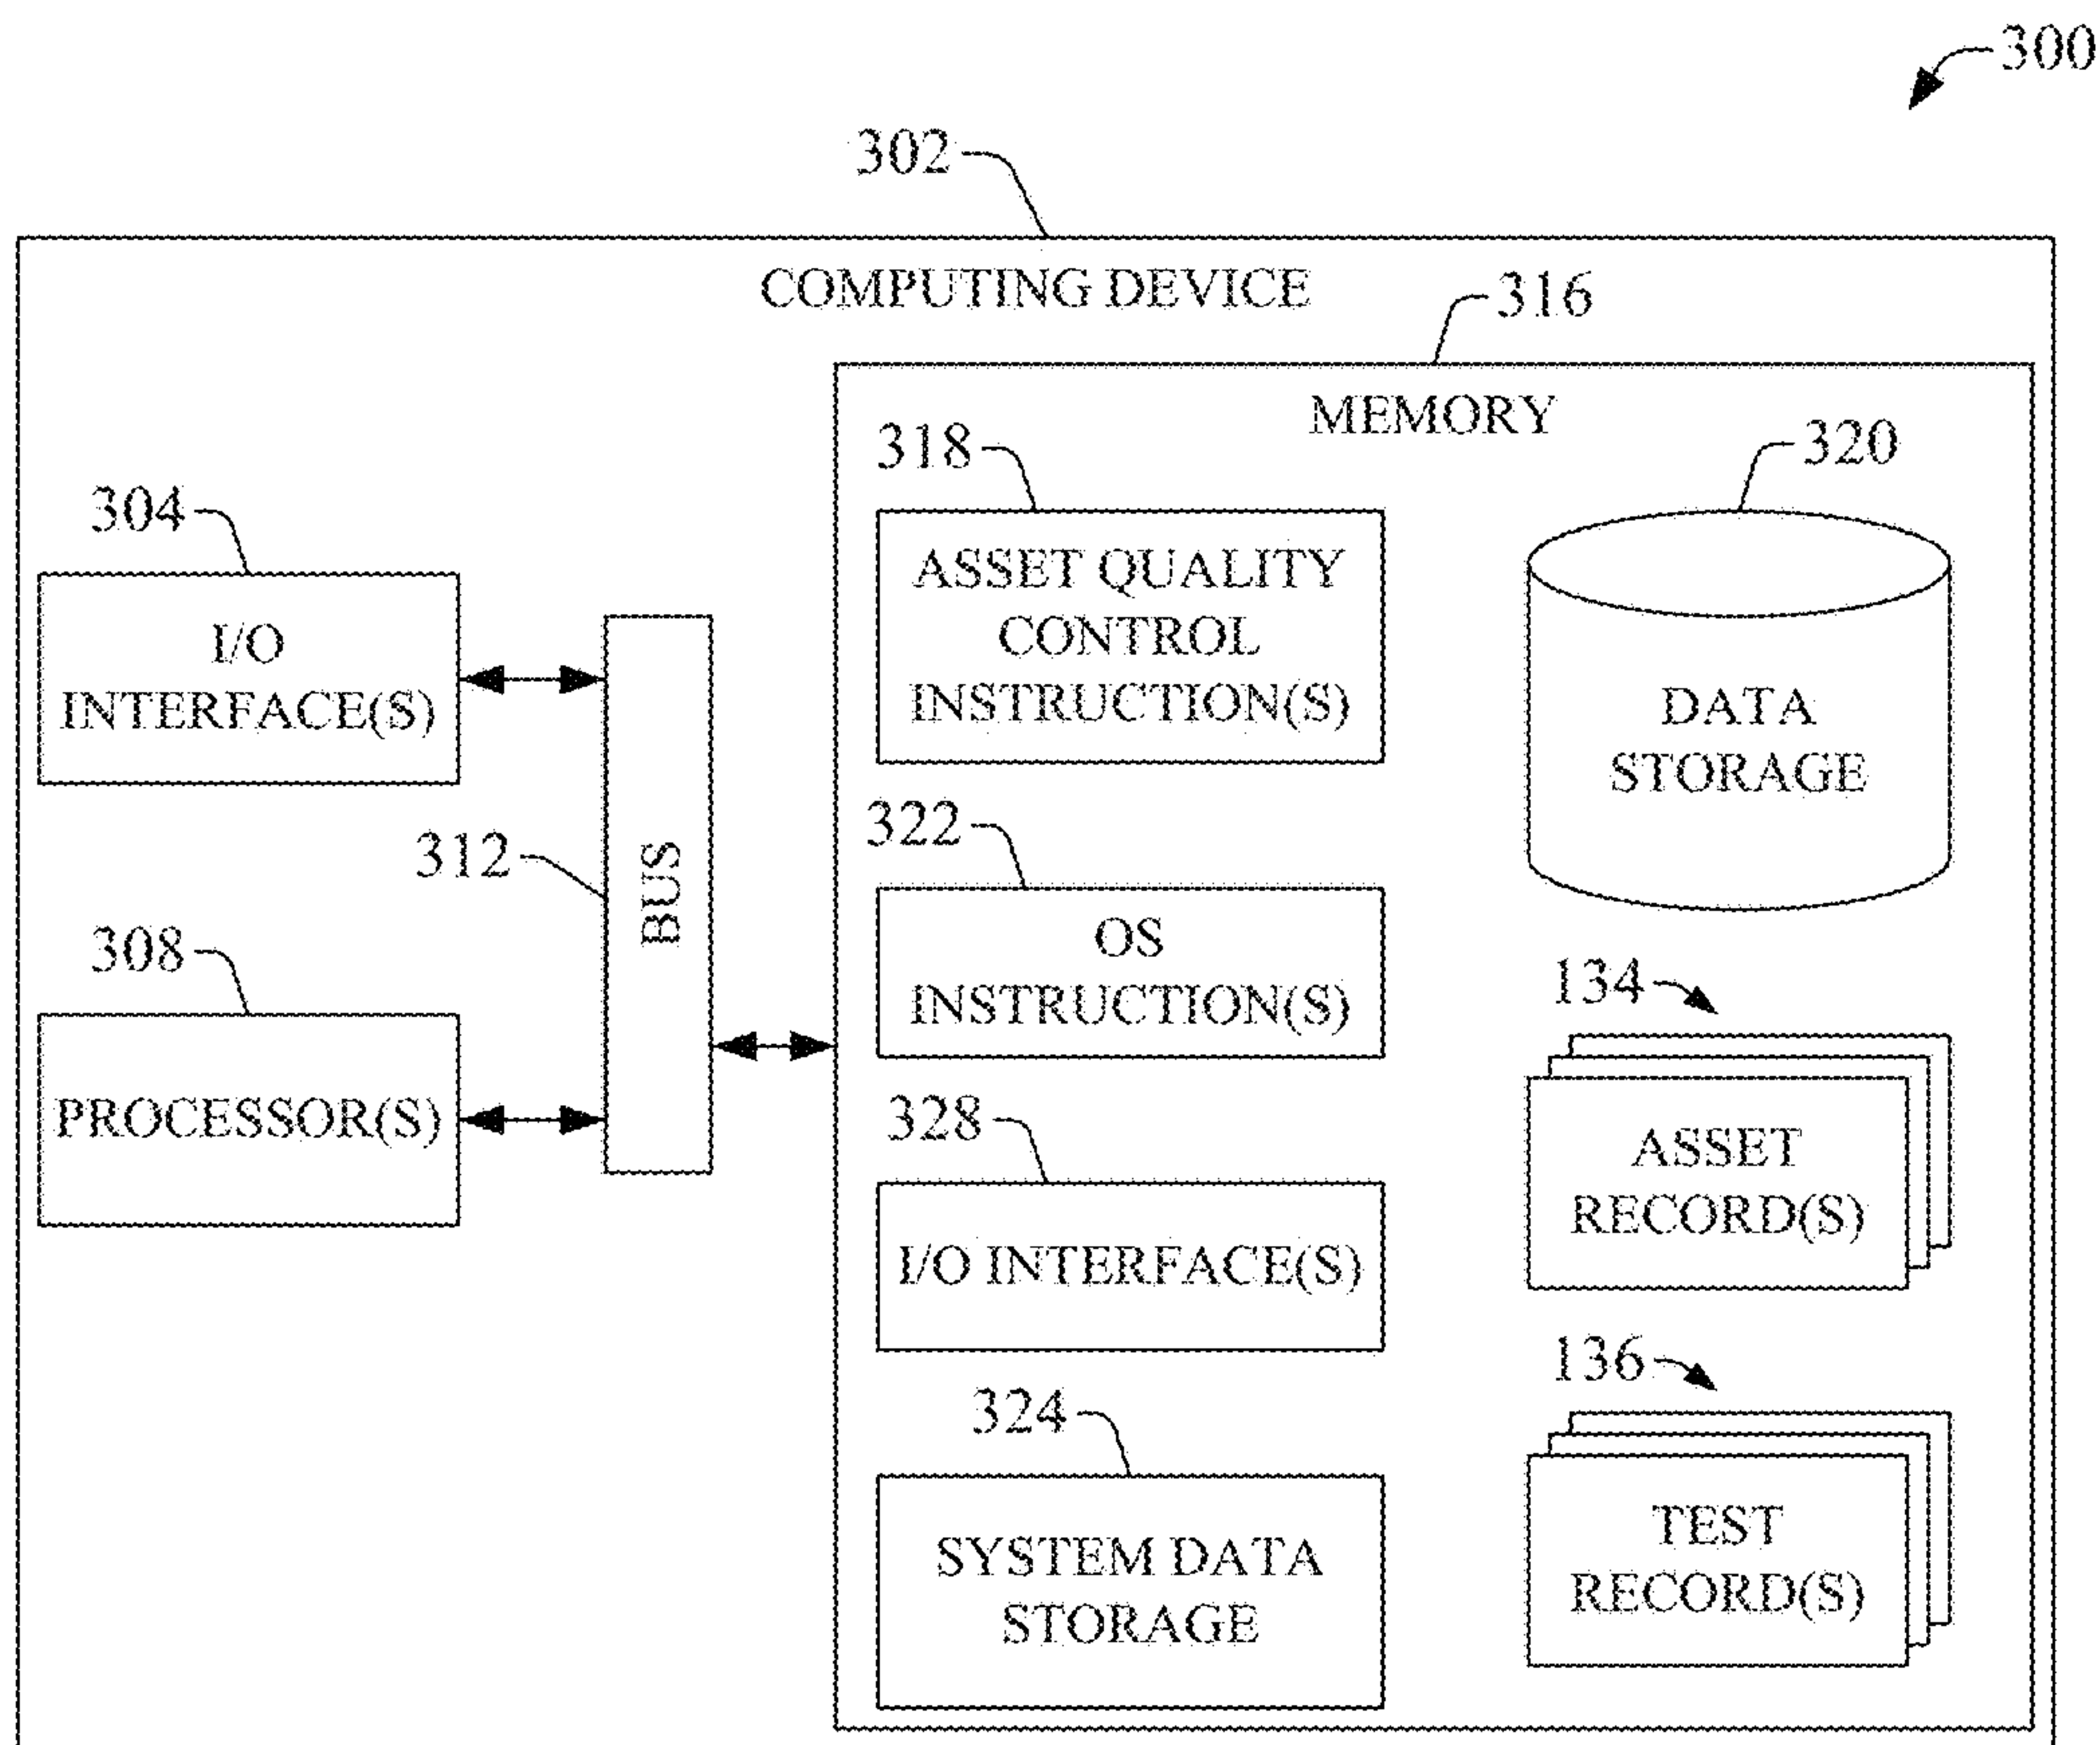 300
302
COMPUTING DEVICE
316
MEMORY
318
320
304
ASSET QUALITY
CONTROL
INSTRUCTION(S)
I/O
INTERFACE(S)
DATA
STORAGE
312
BUS
322
OS
INSTRUCTION(S)
308
PROCESSOR(S)
134
ASSET
RECORD(S)
328
I/O INTERFACE(S)
136
TEST
RECORD(S)
324
SYSTEM DATA
STORAGE